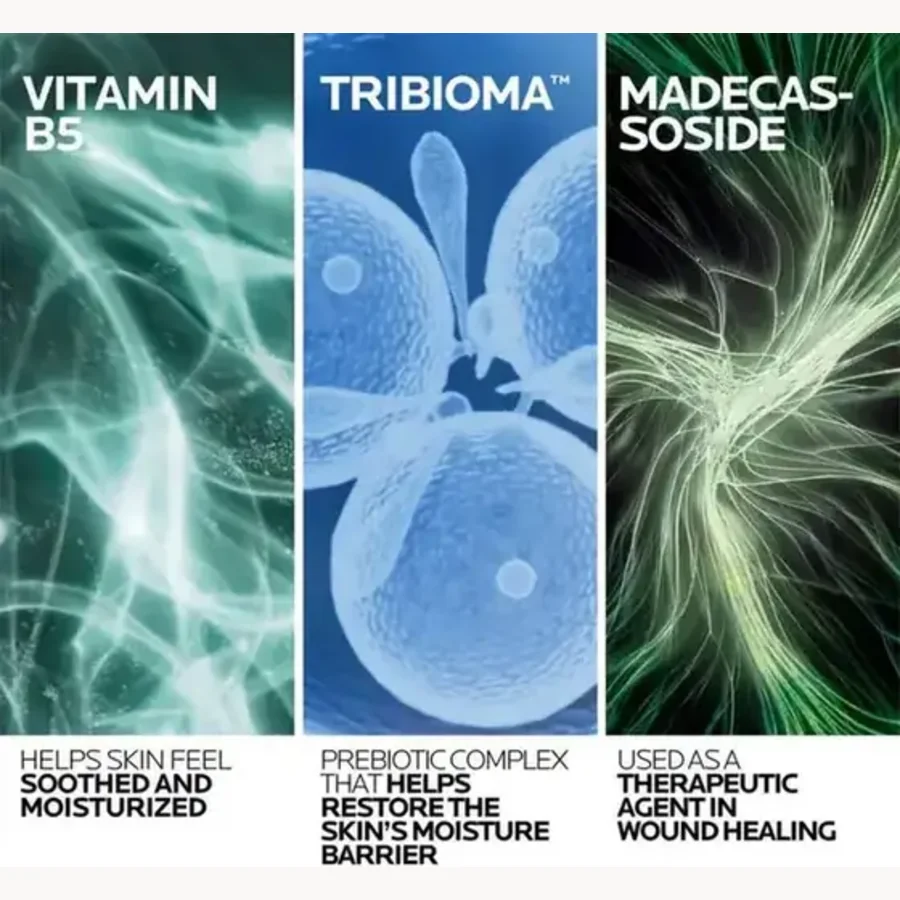 VITAMIN
B5
HELPS SKIN FEEL
SOOTHED AND
MOISTURIZED
TRIBIOMA™
PREBIOTIC COMPLEX
THAT HELPS
RESTORE THE
SKIN'S MOISTURE
BARRIER
MADECAS-
SOSIDE
USED AS A
THERAPEUTIC
AGENT IN
WOUND HEALING